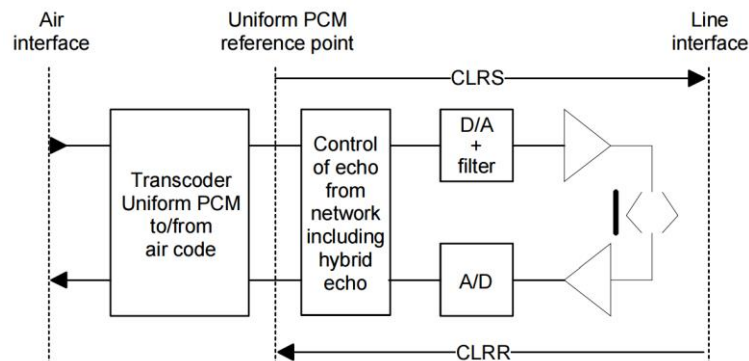 Air
interface
Uniform PCM
reference point
Line
interface
CLRS
Transcoder
Uniform PCM
to/from
air code
Control
of echo
from
network
including
hybrid
echo
D/A
+
filter
A/D
CLRR